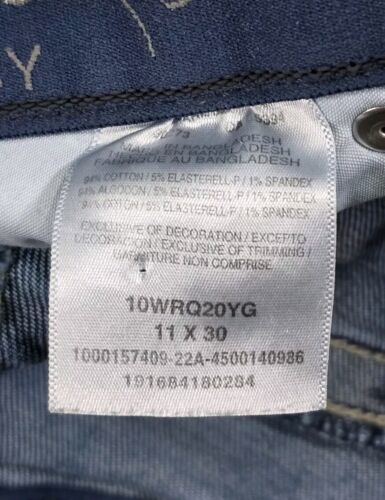 Y
MADE IN BANGLADESH
FABRIQUE AU BANGLADESH
94% COTTON / 5% ELASTERELL-P / 1% SPANDEX
94% ALGODON / 5% ELASTERELL-P / 1% SPANDEX
94% COTON / 5% ELASTERELL-P / 1% SPANDEX
EXCLUSIVE OF DECORATION / EXCEPTO
DECORACION / EXCLUSIVE OF TRIMMING /
GARNITURE NON COMPRISE
10WRQ20YG
11 X 30
1000157409-22A-4500140986
191684180284